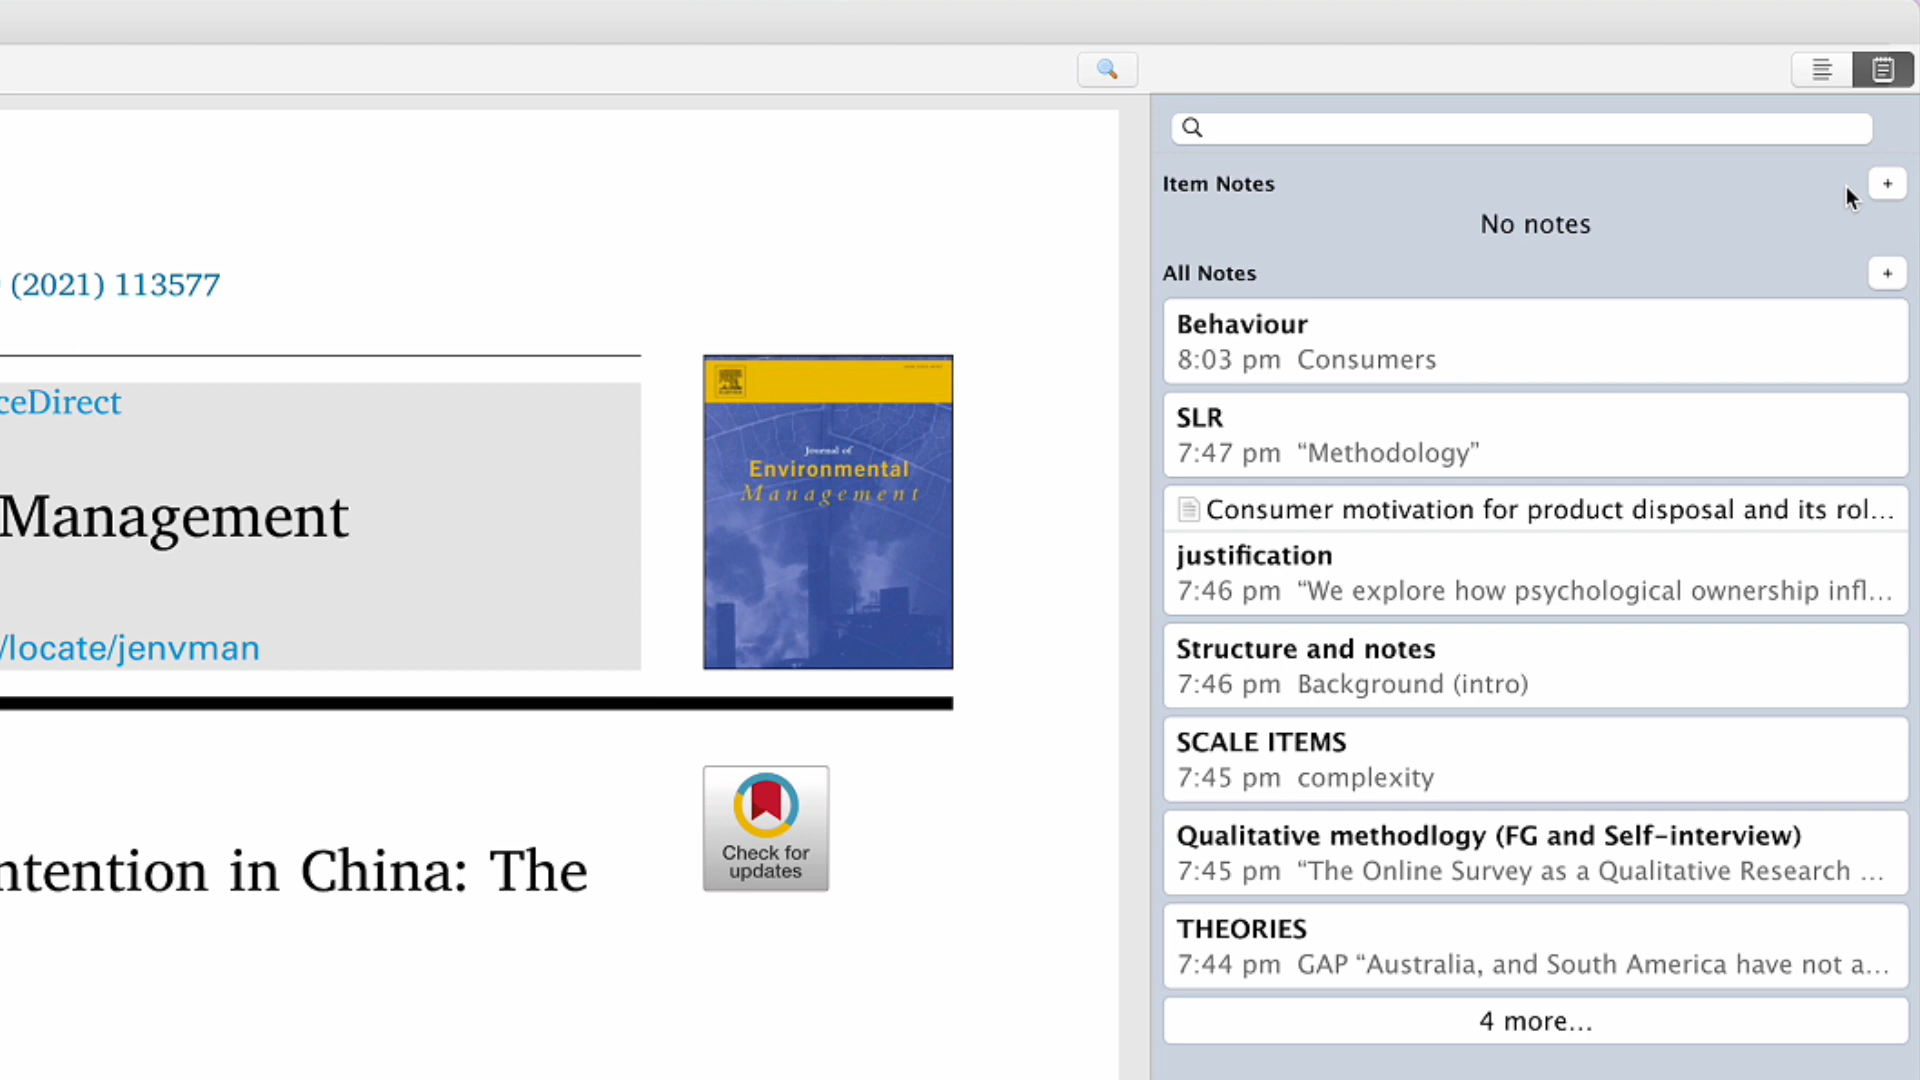 (2021) 113577
ceDirect
Management
/locate/jenvman
ELSEVIER
Journal of
Environmental
Management
ntention in China: The
Check for
updates
Item Notes
+
No notes
All Notes
+
Behaviour
8:03 pm Consumers
SLR
7:47 pm “Methodology”
Consumer motivation for product disposal and its rol...
justification
7:46 pm “We explore how psychological ownership infl...
Structure and notes
7:46 pm Background (intro)
SCALE ITEMS
7:45 pm complexity
Qualitative methodlogy (FG and Self-interview)
7:45 pm “The Online Survey as a Qualitative Research ...
THEORIES
7:44 pm GAP “Australia, and South America have not a...
4 more...